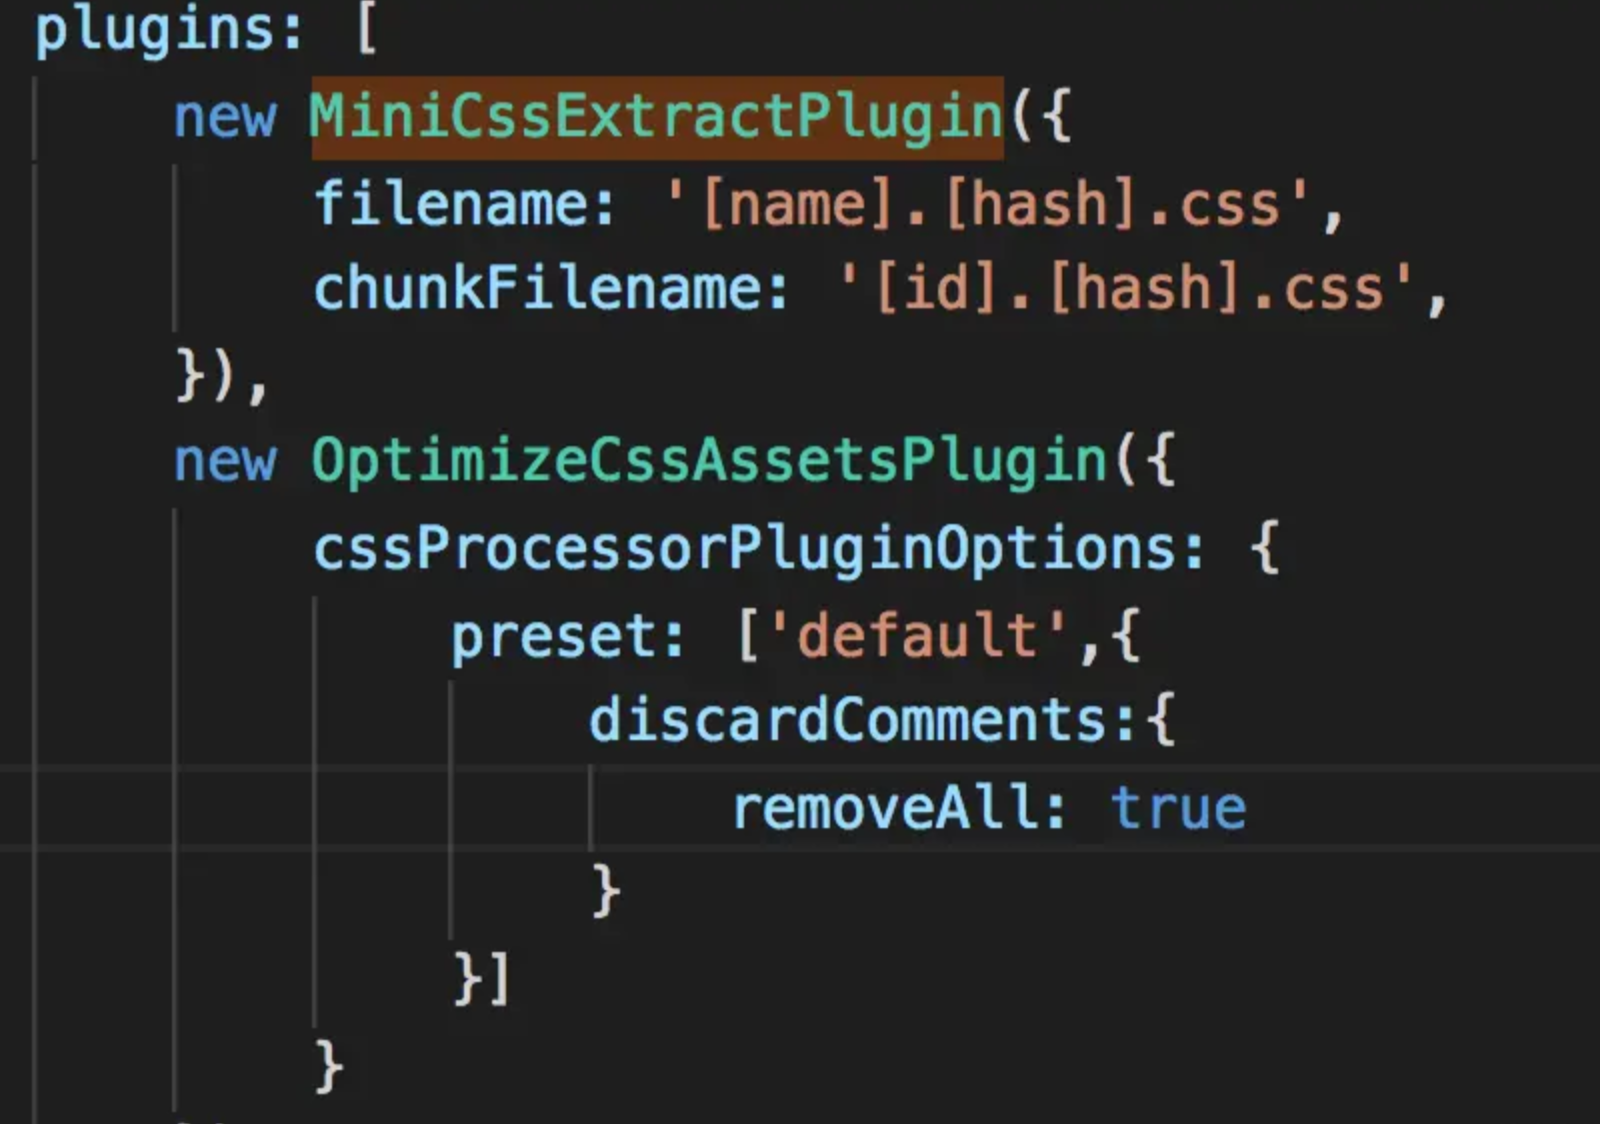 plugins: [
new MiniCssExtractPlugin({
filename: '[name].[hash].css',
chunkFilename: '[id].[hash].css',
}),
new OptimizeCssAssetsPlugin({
cssProcessorPluginOptions: {
preset: ['default',{
discardComments:{
removeAll: true
}
}]
}